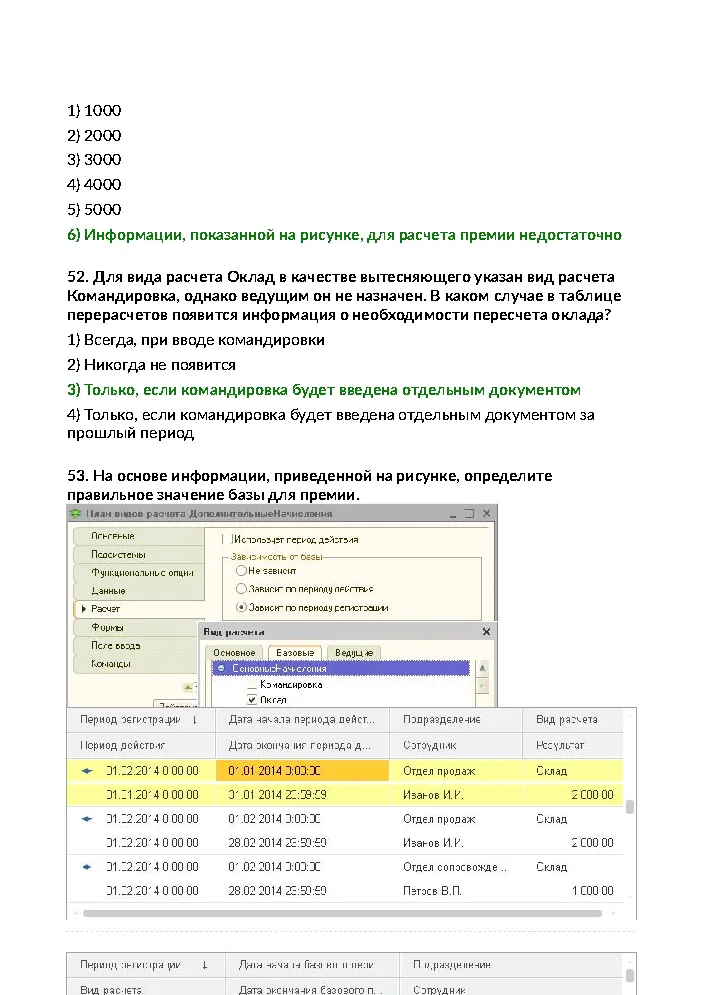 1) 1000
2) 2000
3) 3000
4) 4000
5) 5000
6) Информации, показанной на рисунке, для расчета премии недостаточно
52. Для вида расчета Оклад в качестве вытесняющего указан вид расчета
Командировка, однако ведущим он не назначен. В каком случае в таблице
перерасчетов появится информация о необходимости пересчета оклада?
1) Всегда, при вводе командировки
2) Никогда не появится
3) Только, если командировка будет введена отдельным документом
4) Только, если командировка будет введена отдельным документом за
прошлый период
53. На основе информации, приведенной на рисунке, определите
правильное значение базы для премии.
План видов расчета ДополнительныеНачисления
Основные
Использует период действия
Подсистемы
Зависимость от базы
Функциональные опции
Не зависит
Данные
Зависит по периоду действия
Расчет
Зависит по периоду регистрации
Формы
Вид расчета
Поле ввода
Основное Базовые Ведущие
Команды
ОсновныеНачисления
Командировка
Оклад
Период регистрации Дата начала периода дейст... Подразделение Вид расчета
Период действия Дата окончания периода д... Сотрудник Результат
01.02.2014 0:00:00 01.01.2014 0:00:00 Отдел продаж Оклад
01.01.2014 0:00:00 31.01.2014 23:59:59 Иванов И.И. 2 000.00
01.02.2014 0:00:00 01.02.2014 0:00:00 Отдел продаж Оклад
01.02.2014 0:00:00 28.02.2014 23:59:59 Иванов И.И. 2 000.00
01.02.2014 0:00:00 01.02.2014 0:00:00 Отдел сопровожде... Оклад
01.02.2014 0:00:00 28.02.2014 23:59:59 Петров В.П. 1 000.00
Период регистрации Дата начала базового пери... Подразделение
Вид расчета Дата окончания базового п... Сотрудник